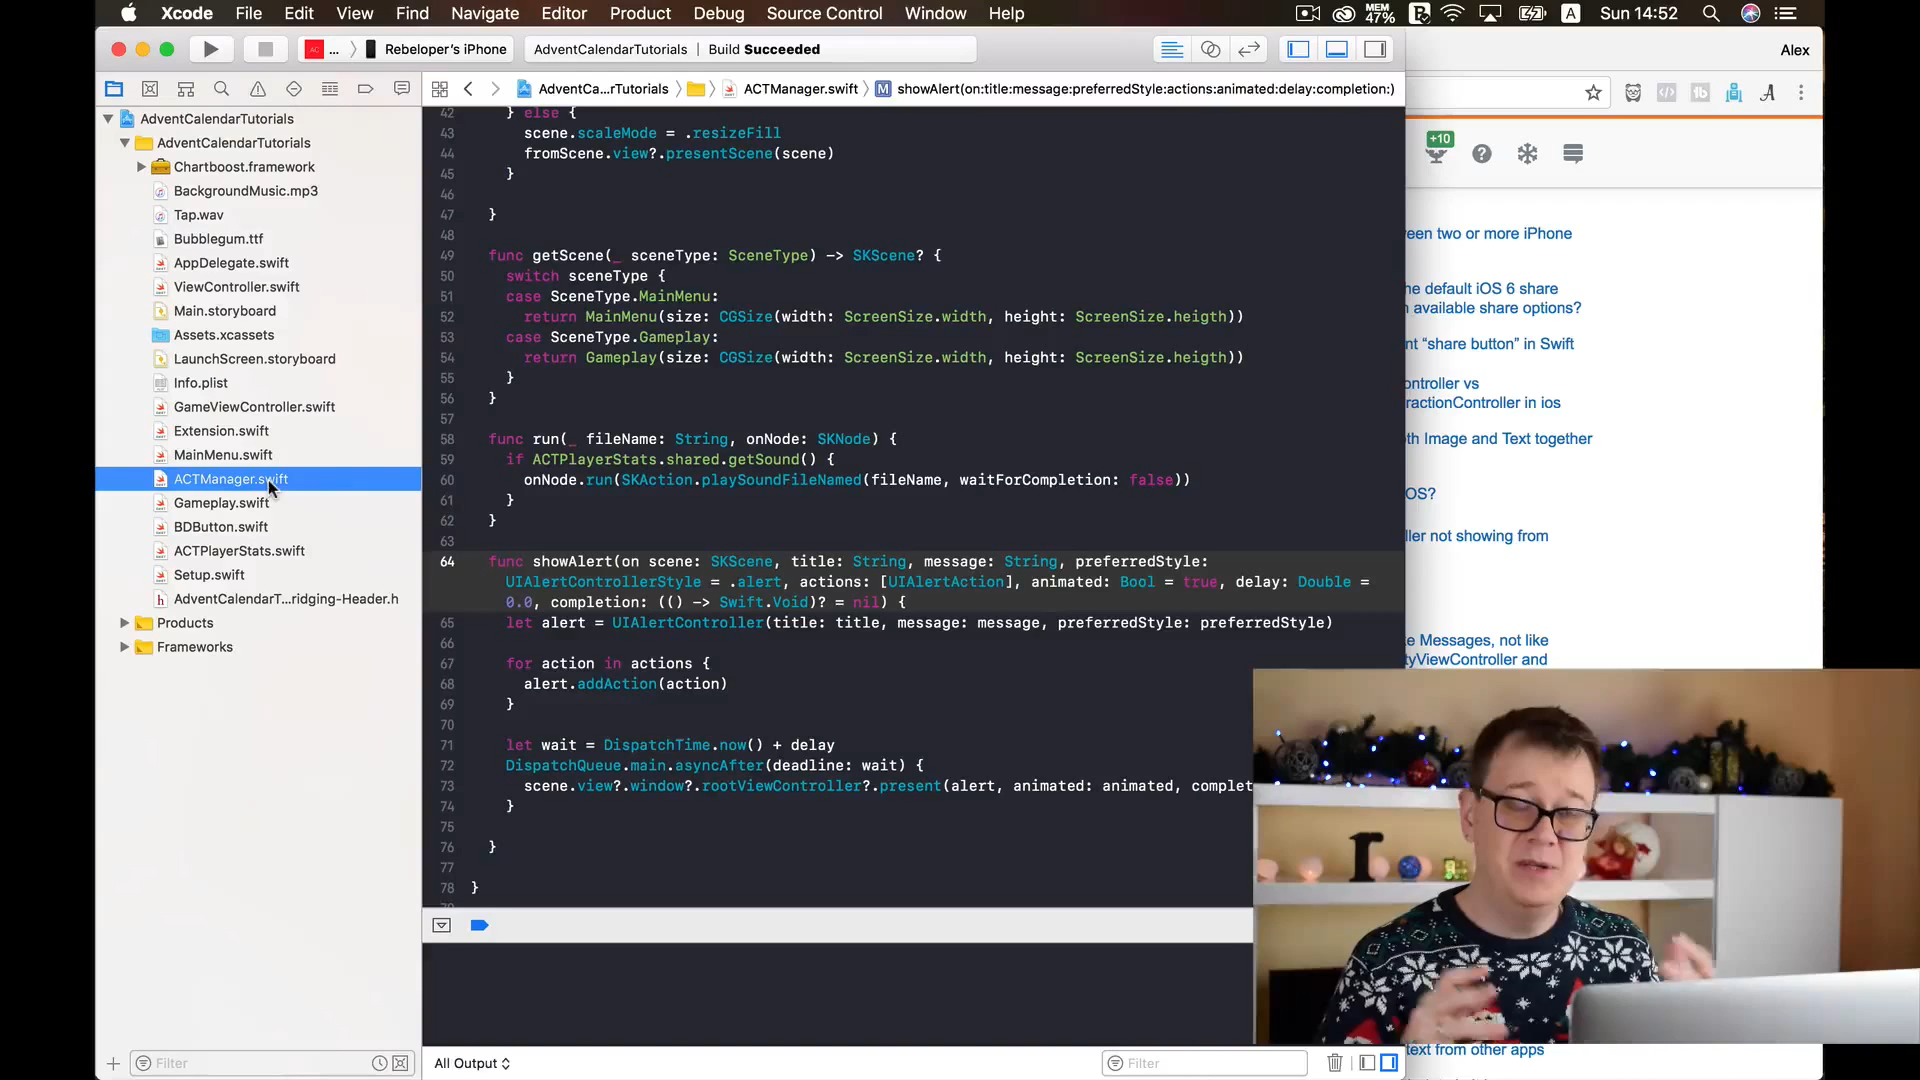 Xcode File Edit View Find Navigate Editor Product Debug Source Control Window Help
MEM 47% A Sun 14:52
AC ... Rebeloper's iPhone AdventCalendarTutorials | Build Succeeded
Alex
AdventCa...rTutorials ACTManager.swift M showAlert(on:title:message:preferredStyle:actions:animated:delay:completion:)
AdventCalendarTutorials
AdventCalendarTutorials
Chartboost.framework
BackgroundMusic.mp3
Tap.wav
Bubblegum.ttf
AppDelegate.swift
ViewController.swift
Main.storyboard
Assets.xcassets
LaunchScreen.storyboard
Info.plist
GameViewController.swift
Extension.swift
MainMenu.swift
ACTManager.swift
Gameplay.swift
BDButton.swift
ACTPlayerStats.swift
Setup.swift
h AdventCalendarT...ridging-Header.h
Products
Frameworks
Filter
42 } else {
43 scene.scaleMode = .resizeFill
44 fromScene.view?.presentScene(scene)
45 }
46
47 }
48
49 func getScene(_ sceneType: SceneType) -> SKScene? {
50 switch sceneType {
51 case SceneType.MainMenu:
52 return MainMenu(size: CGSize(width: ScreenSize.width, height: ScreenSize.heigth))
53 case SceneType.Gameplay:
54 return Gameplay(size: CGSize(width: ScreenSize.width, height: ScreenSize.heigth))
55 }
56 }
57
58 func run(_ fileName: String, onNode: SKNode) {
59 if ACTPlayerStats.shared.getSound() {
60 onNode.run(SKAction.playSoundFileNamed(fileName, waitForCompletion: false))
61 }
62 }
63
64 func showAlert(on scene: SKScene, title: String, message: String, preferredStyle:
UIAlertControllerStyle = .alert, actions: [UIAlertAction], animated: Bool = true, delay: Double =
0.0, completion: (() -> Swift.Void)? = nil) {
65 let alert = UIAlertController(title: title, message: message, preferredStyle: preferredStyle)
66
67 for action in actions {
68 alert.addAction(action)
69 }
70
71 let wait = DispatchTime.now() + delay
72 DispatchQueue.main.asyncAfter(deadline: wait) {
73 scene.view?.window?.rootViewController?.present(alert, animated: animated, complet
74 }
75
76 }
77
78 }
All Output
Filter
+10
een two or more iPhone
he default iOS 6 share
n available share options?
nt “share button” in Swift
ontroller vs
ractionController in ios
oth Image and Text together
OS?
ller not showing from
ke Messages, not like
tyViewController and
text from other apps
r